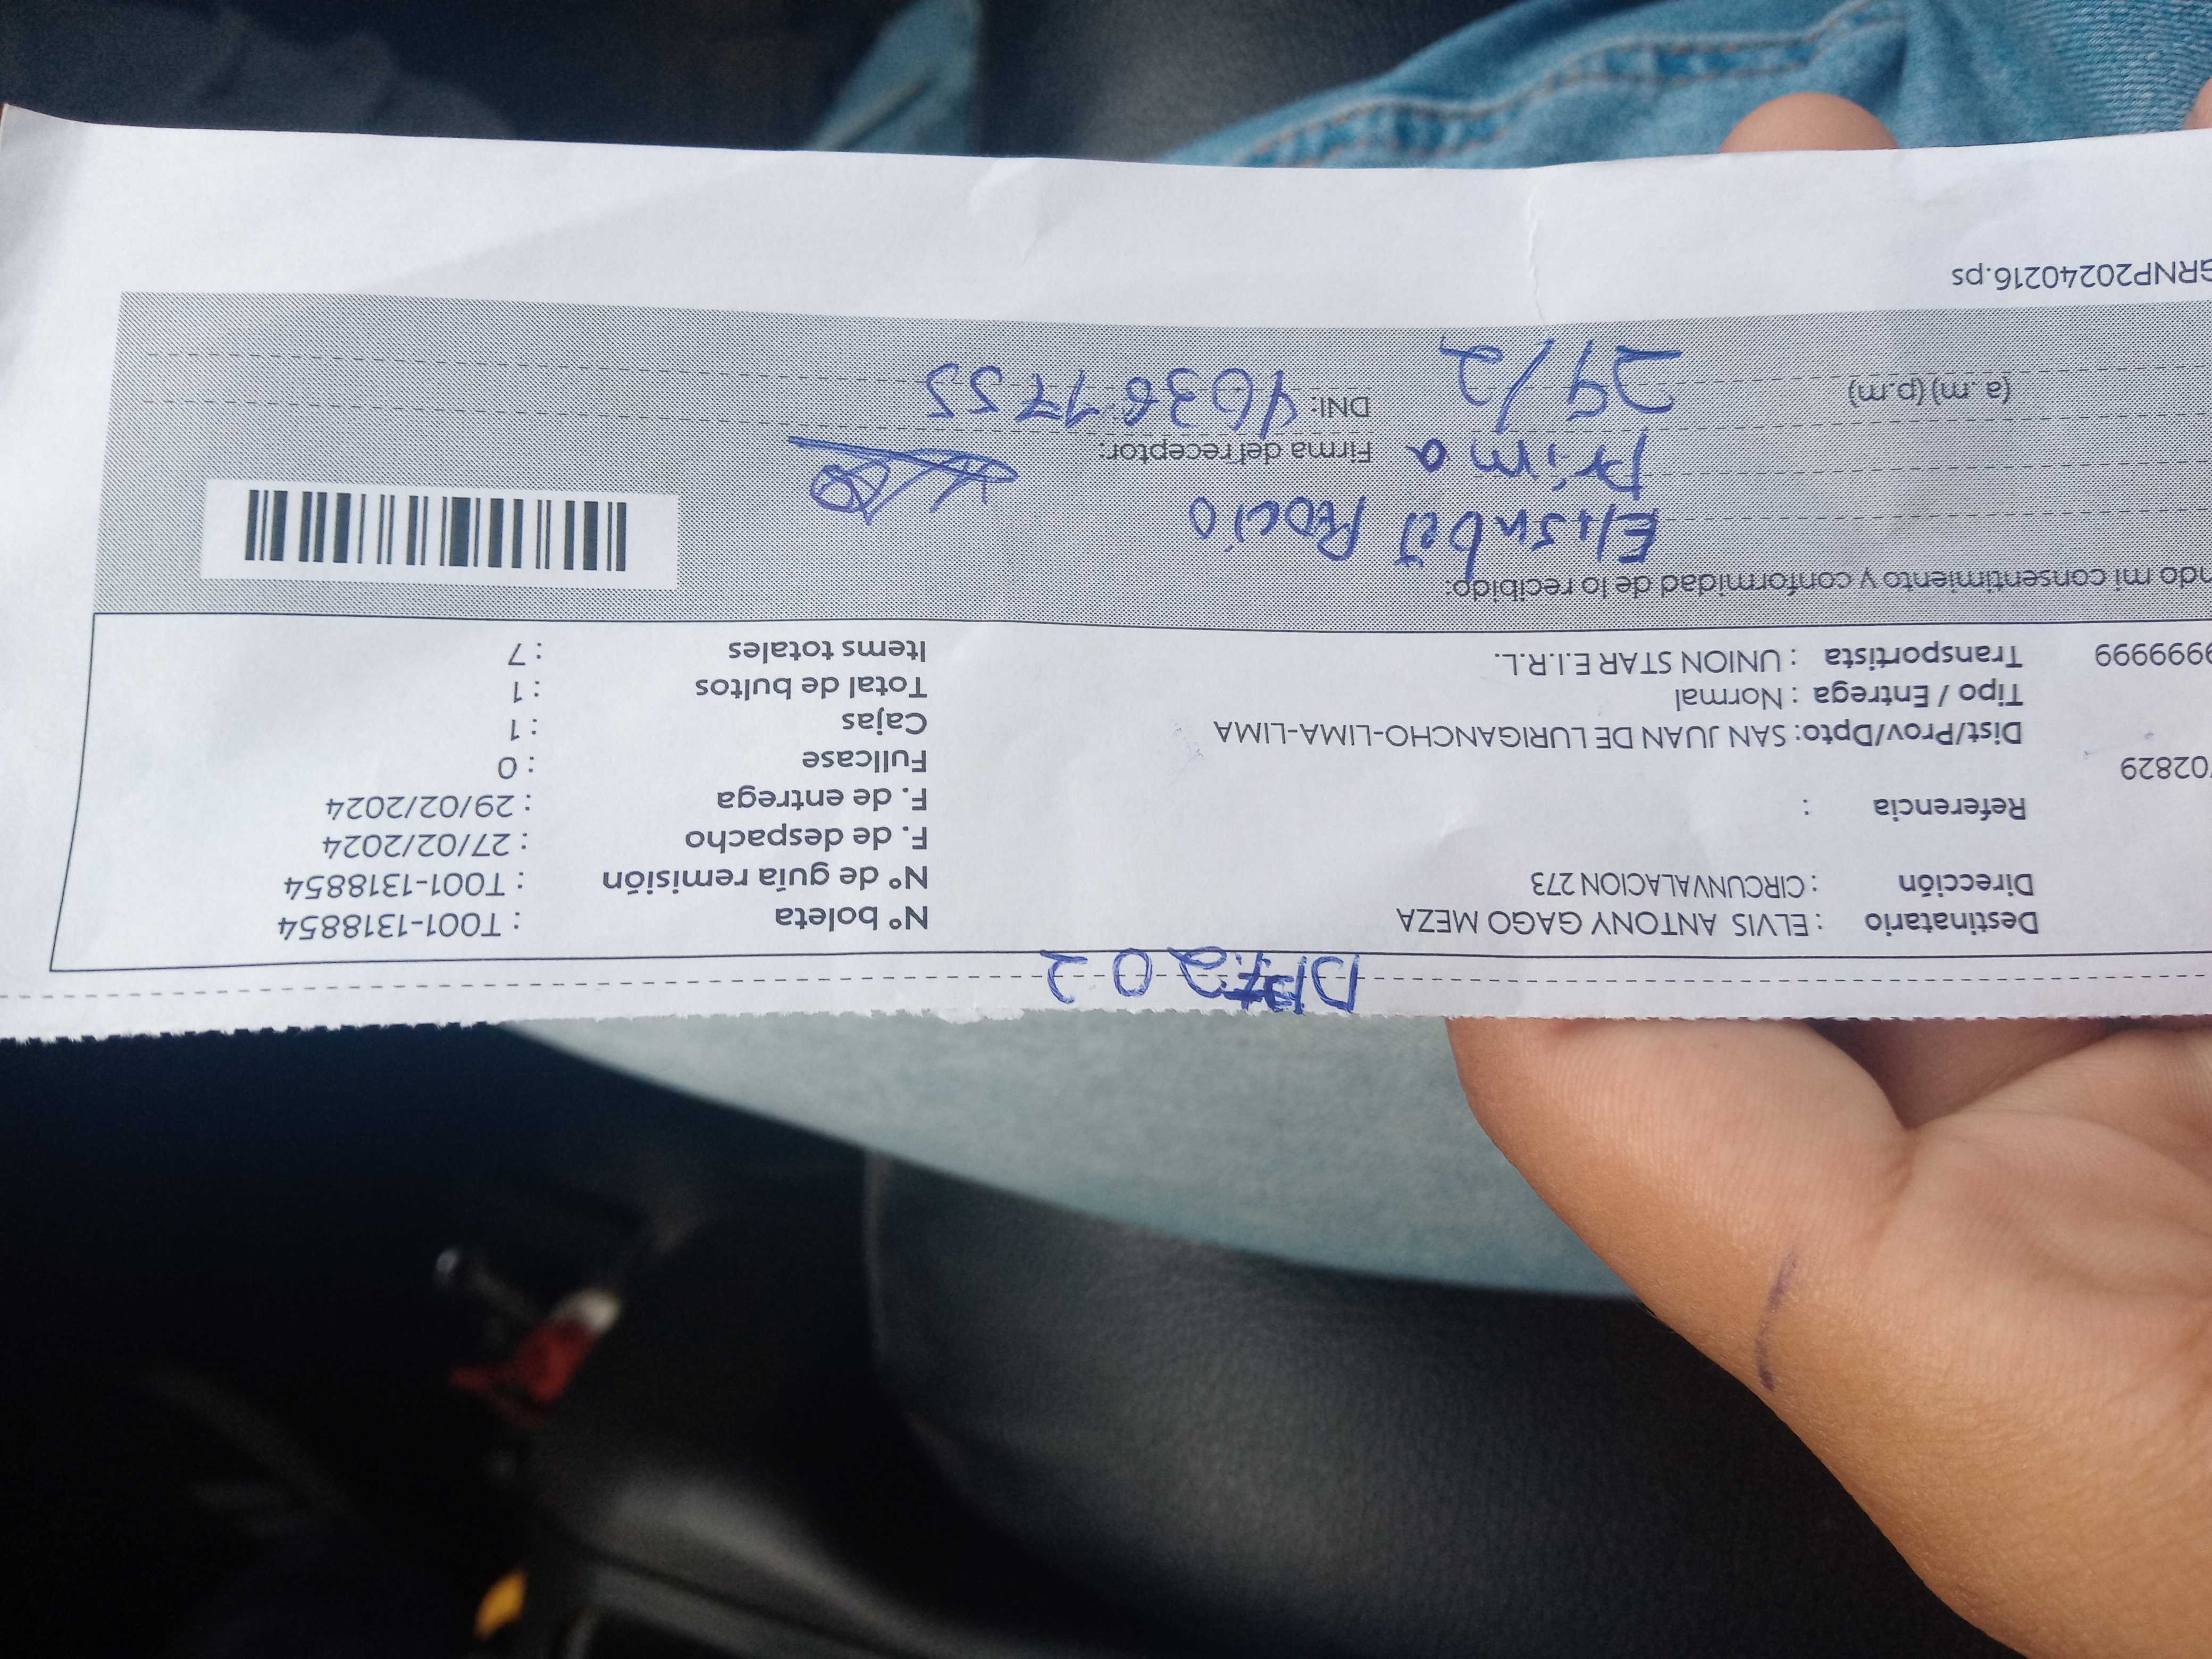 DPT 202
Destinatario : ELVIS ANTONY GAGO MEZA
Dirección : CIRCUNVALACION 273
Referencia :
02829
Dist/Prov/Dpto: SAN JUAN DE LURIGANCHO-LIMA-LIMA
Tipo / Entrega : Normal
9999999 Transportista : UNION STAR E.I.R.L.
N° boleta : T001-1318854
N° de guía remisión : T001-1318854
F. de despacho : 27/02/2024
F. de entrega : 29/02/2024
Fullcase : 0
Cajas : 1
Total de bultos : 1
Items totales : 7
ndo mi consentimiento y conformidad de lo recibido:
Elisabet Rocio
prima
Firma del receptor:
(a .m) (p.m) 29/2
DNI:
GRNP20240216.ps